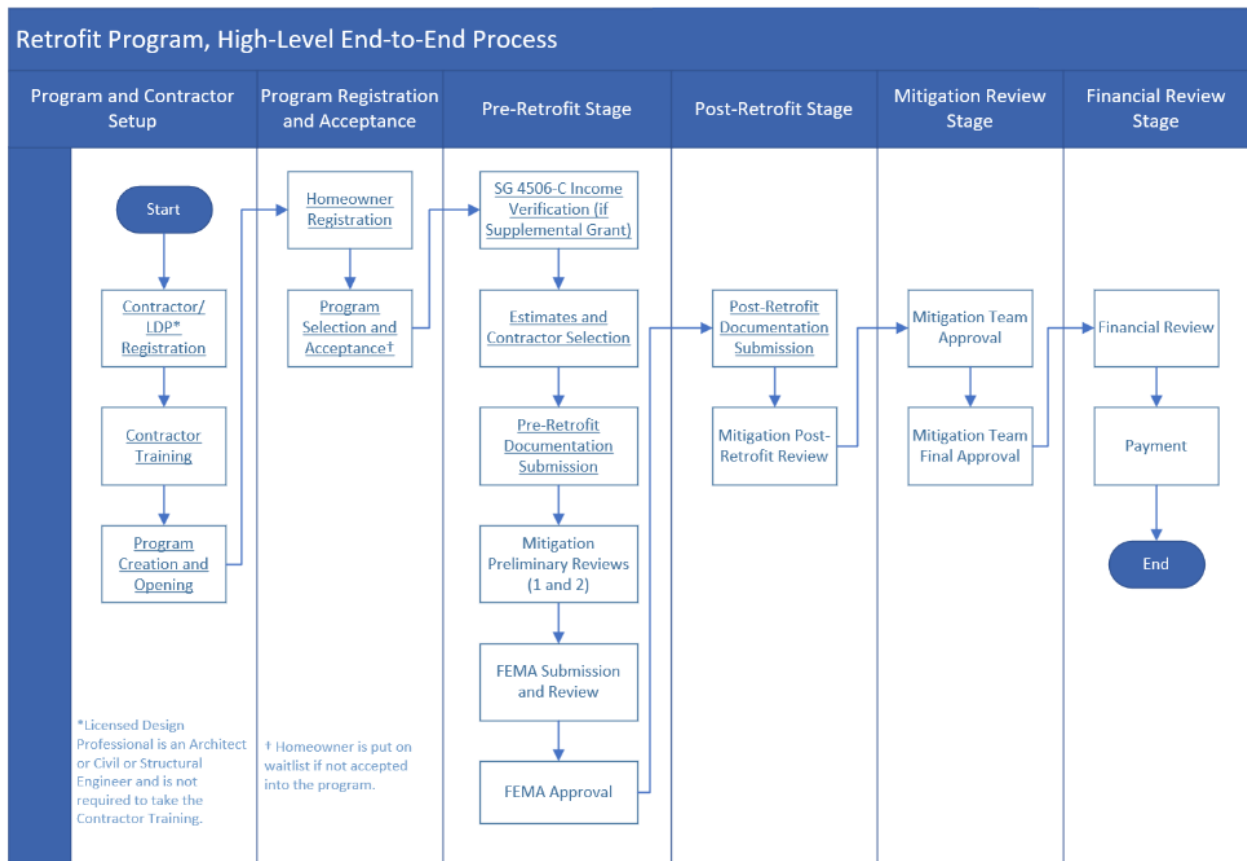 Retrofit Program, High-Level End-to-End Process
Program and Contractor
Setup
Program Registration
and Acceptance
Pre-Retrofit Stage
Post-Retrofit Stage
Mitigation Review
Stage
Financial Review
Stage
Start
Contractor/
LDP*
Registration
Contractor
Training
Program
Creation and
Opening
*Licensed Design
Professional is an Architect
or Civil or Structural
Engineer and is not
required to take the
Contractor Training.
Homeowner
Registration
Program
Selection and
Acceptance†
† Homeowner is put on
waitlist if not accepted
into the program.
SG 4506-C Income
Verification (if
Supplemental Grant)
Estimates and
Contractor Selection
Pre-Retrofit
Documentation
Submission
Mitigation
Preliminary Reviews
(1 and 2)
FEMA Submission
and Review
FEMA Approval
Post-Retrofit
Documentation
Submission
Mitigation Post-
Retrofit Review
Mitigation Team
Approval
Mitigation Team
Final Approval
Financial Review
Payment
End